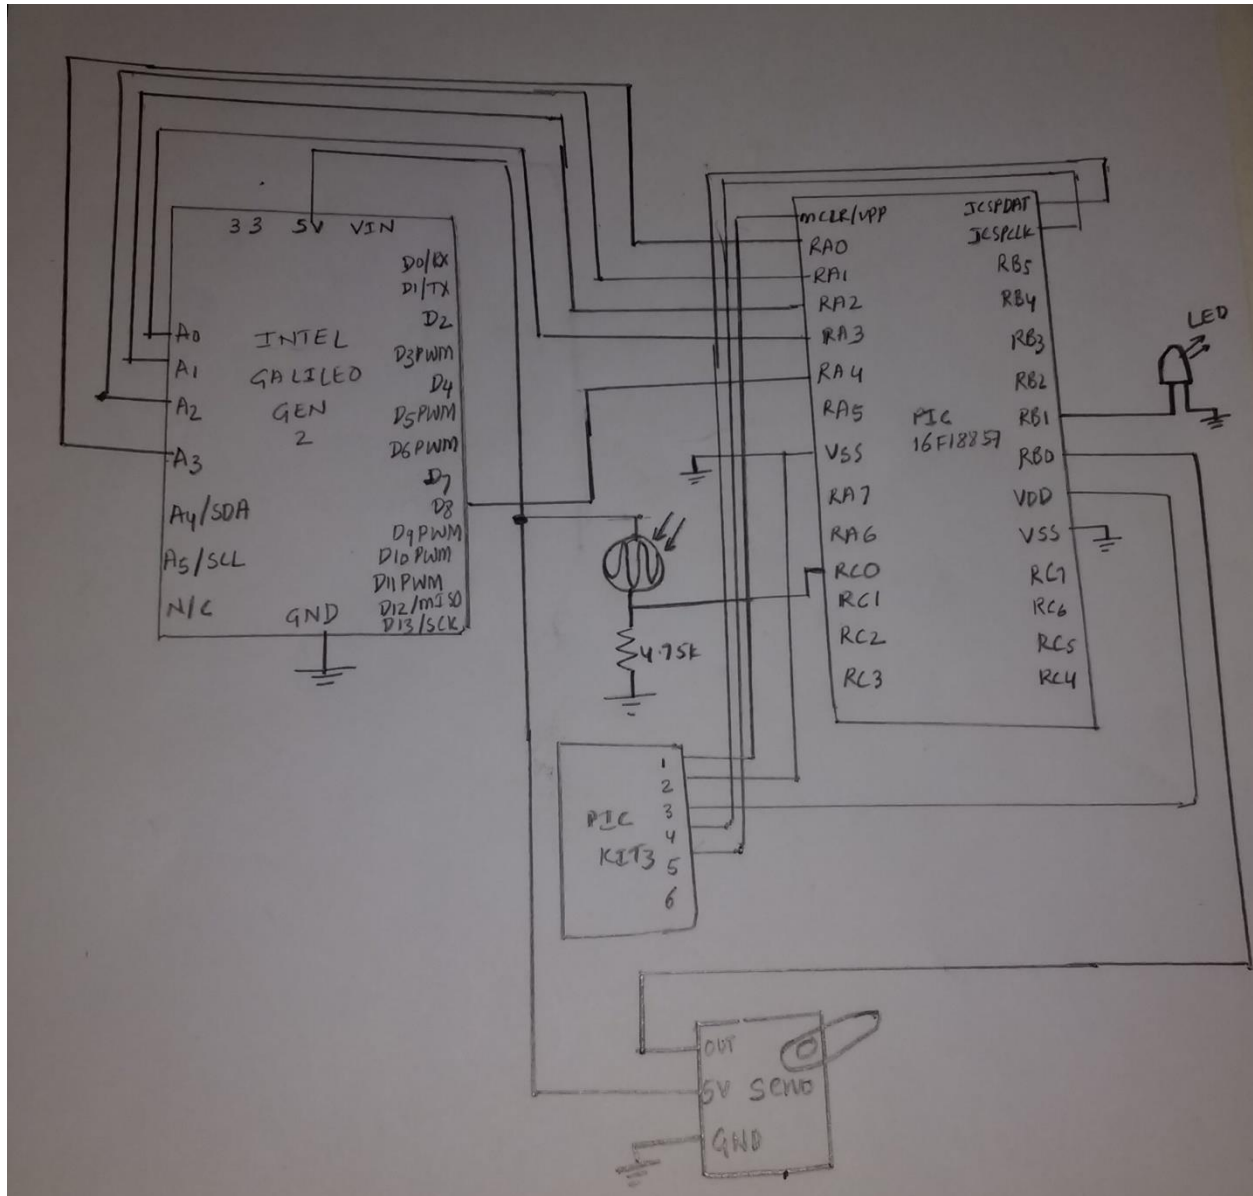 33 5V VIN
D0/RX
D1/TX
D2
D3PWM
D4
D5PWM
D6PWM
D7
D8
D9PWM
D10PWM
D11PWM
D12/MISO
D13/SCK
A0
A1
A2
A3
A4/SDA
A5/SCL
N/C
INTEL
GALILEO
GEN
2
GND
4.75K
MCLR/VPP
RA0
RA1
RA2
RA3
RA4
RA5
VSS
RA7
RA6
RC0
RC1
RC2
RC3
PIC
16F18857
ICSPDAT
ICSPCLK
RB5
RB4
RB3
RB2
RB1
RB0
VDD
VSS
RC7
RC6
RC5
RC4
LED
PIC
KIT3
1
2
3
4
5
6
OUT
5V SERVO
GND